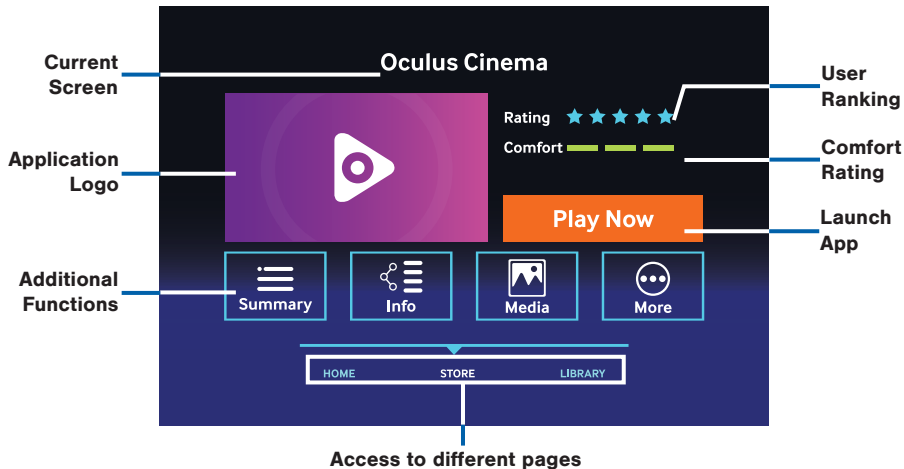 Oculus Cinema
Current
Screen
User
Ranking
Rating
Comfort
Application
Logo
Comfort
Rating
Play Now
Launch
App
Additional
Functions
Summary
Info
Media
More
HOME
STORE
LIBRARY
Access to different pages